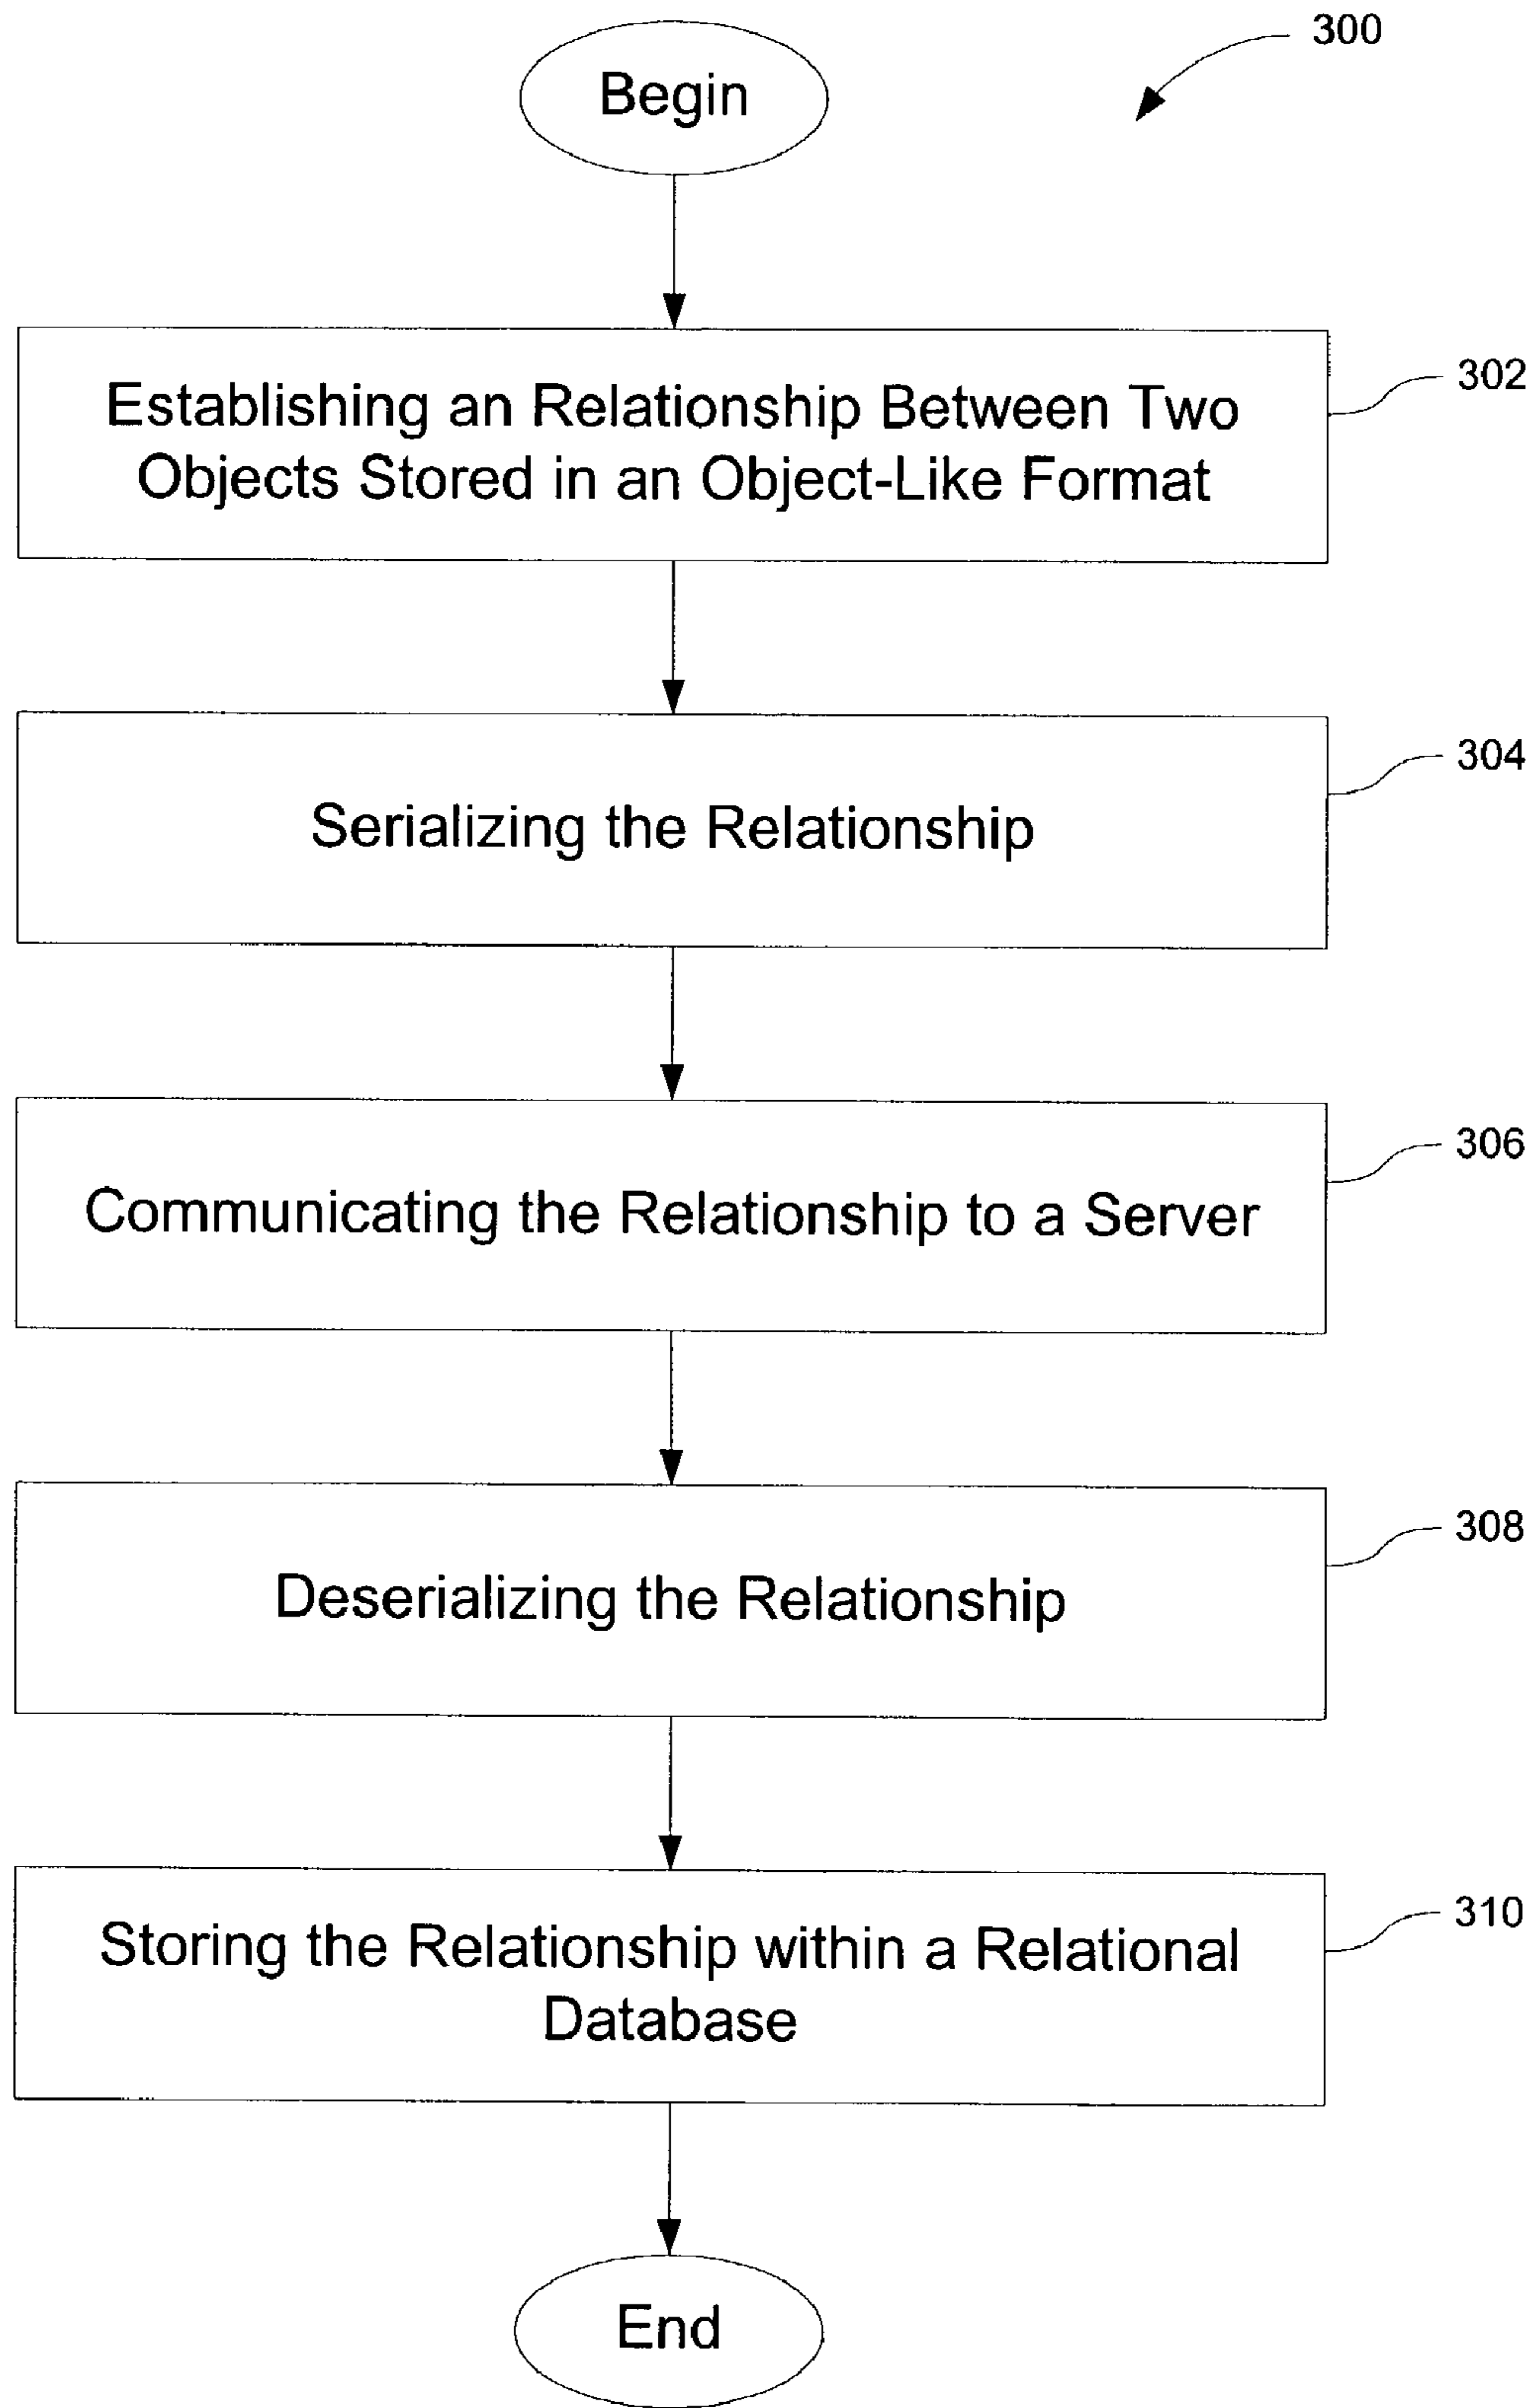 300
Begin
Establishing an Relationship Between Two
Objects Stored in an Object-Like Format
302
Serializing the Relationship
304
Communicating the Relationship to a Server
306
Deserializing the Relationship
308
Storing the Relationship within a Relational
Database
310
End